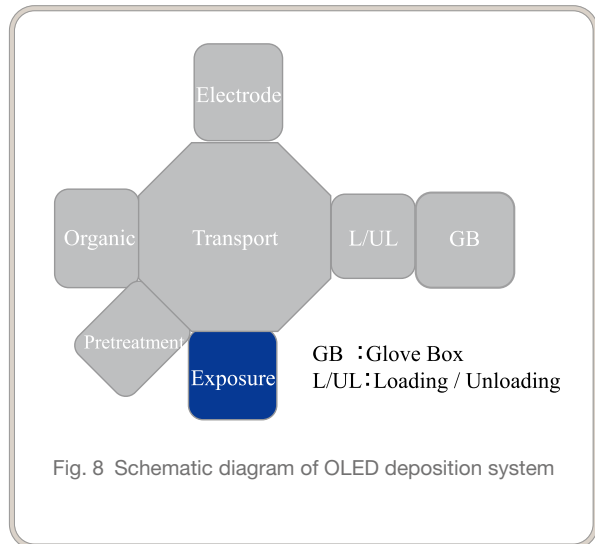 Electrode
Organic
Transport
L/UL
GB
Pretreatment
Exposure
GB ：Glove Box
L/UL：Loading / Unloading
Fig. 8 Schematic diagram of OLED deposition system